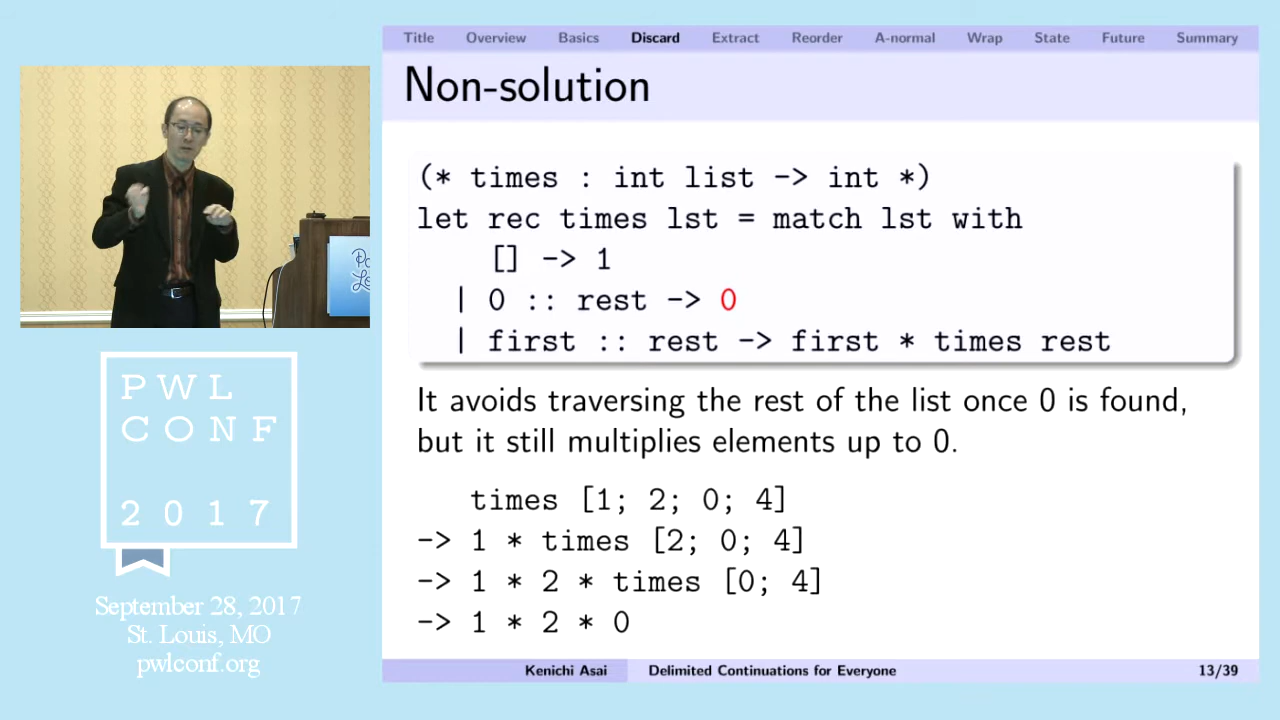 Title Overview Basics Discard Extract Reorder A-normal Wrap State Future Summary
Non-solution
(* times : int list -> int *)
let rec times lst = match lst with
[] -> 1
| 0 :: rest -> 0
| first :: rest -> first * times rest
It avoids traversing the rest of the list once 0 is found,
but it still multiplies elements up to 0.
times [1; 2; 0; 4]
-> 1 * times [2; 0; 4]
-> 1 * 2 * times [0; 4]
-> 1 * 2 * 0
Kenichi Asai Delimited Continuations for Everyone 13/39
PWL
CONF
2017
September 28, 2017
St. Louis, MO
pwlconf.org